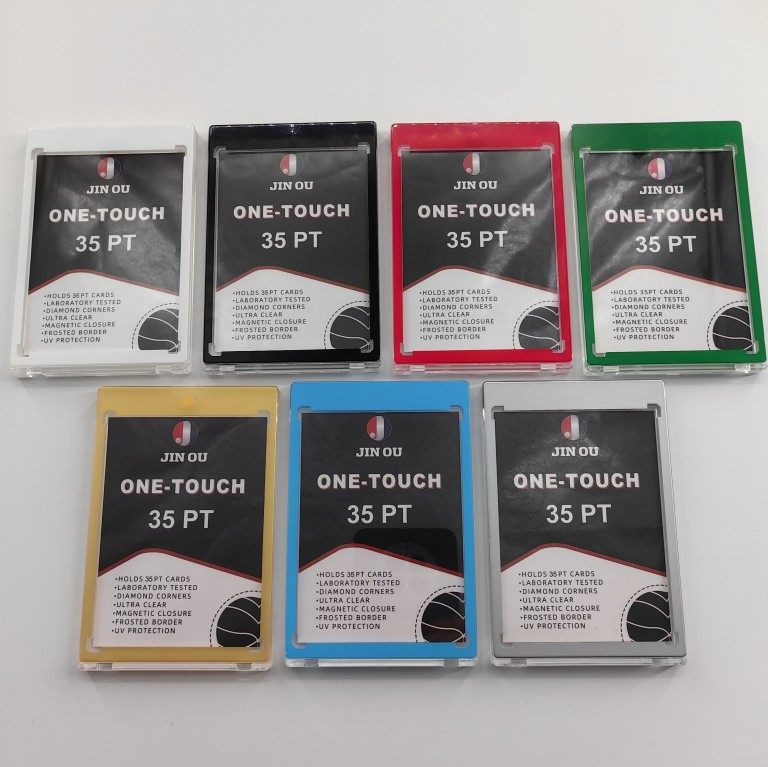 JIN OU
ONE-TOUCH
35 PT
•HOLDS 35PT CARDS
•LABORATORY TESTED
•DIAMOND CORNERS
•ULTRA CLEAR
•MAGNETIC CLOSURE
•FROSTED BORDER
•UV PROTECTION
JIN OU
ONE-TOUCH
35 PT
•HOLDS 35PT CARDS
•LABORATORY TESTED
•DIAMOND CORNERS
•ULTRA CLEAR
•MAGNETIC CLOSURE
•FROSTED BORDER
•UV PROTECTION
JIN OU
ONE-TOUCH
35 PT
•HOLDS 35PT CARDS
•LABORATORY TESTED
•DIAMOND CORNERS
•ULTRA CLEAR
•MAGNETIC CLOSURE
•FROSTED BORDER
•UV PROTECTION
JIN OU
ONE-TOUCH
35 PT
•HOLDS 35PT CARDS
•LABORATORY TESTED
•DIAMOND CORNERS
•ULTRA CLEAR
•MAGNETIC CLOSURE
•FROSTED BORDER
•UV PROTECTION
JIN OU
ONE-TOUCH
35 PT
•HOLDS 35PT CARDS
•LABORATORY TESTED
•DIAMOND CORNERS
•ULTRA CLEAR
•MAGNETIC CLOSURE
•FROSTED BORDER
•UV PROTECTION
JIN OU
ONE-TOUCH
35 PT
•HOLDS 35PT CARDS
•LABORATORY TESTED
•DIAMOND CORNERS
•ULTRA CLEAR
•MAGNETIC CLOSURE
•FROSTED BORDER
•UV PROTECTION
JIN OU
ONE-TOUCH
35 PT
•HOLDS 35PT CARDS
•LABORATORY TESTED
•DIAMOND CORNERS
•ULTRA CLEAR
•MAGNETIC CLOSURE
•FROSTED BORDER
•UV PROTECTION